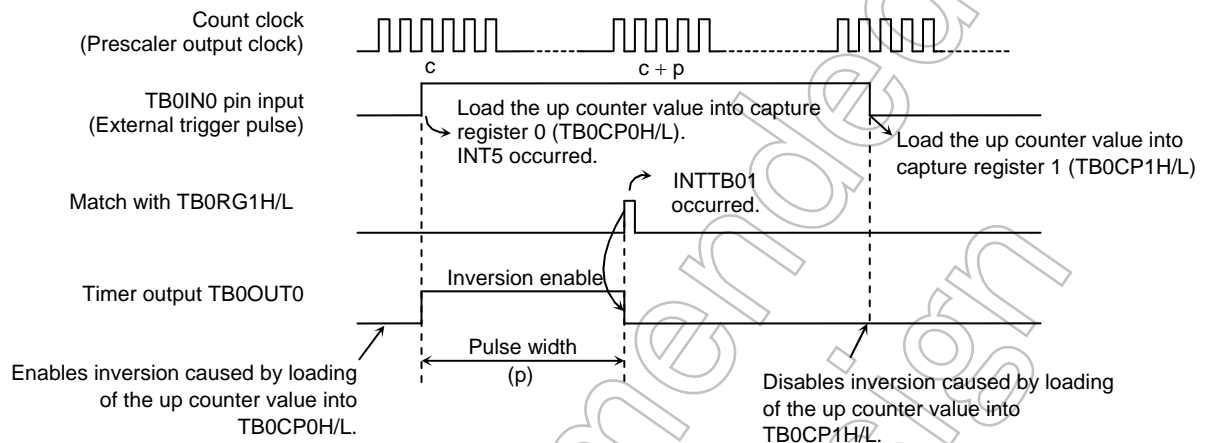 Count clock
(Prescaler output clock)
c
c + p
TB0IN0 pin input
(External trigger pulse)
Load the up counter value into capture
register 0 (TB0CP0H/L).
INT5 occurred.
Load the up counter value into
capture register 1 (TB0CP1H/L)
Match with TB0RG1H/L
INTTB01
occurred.
Timer output TB0OUT0
Inversion enable
Pulse width
(p)
Enables inversion caused by loading
of the up counter value into
TB0CP0H/L.
Disables inversion caused by loading
of the up counter value into
TB0CP1H/L.
mended
sign